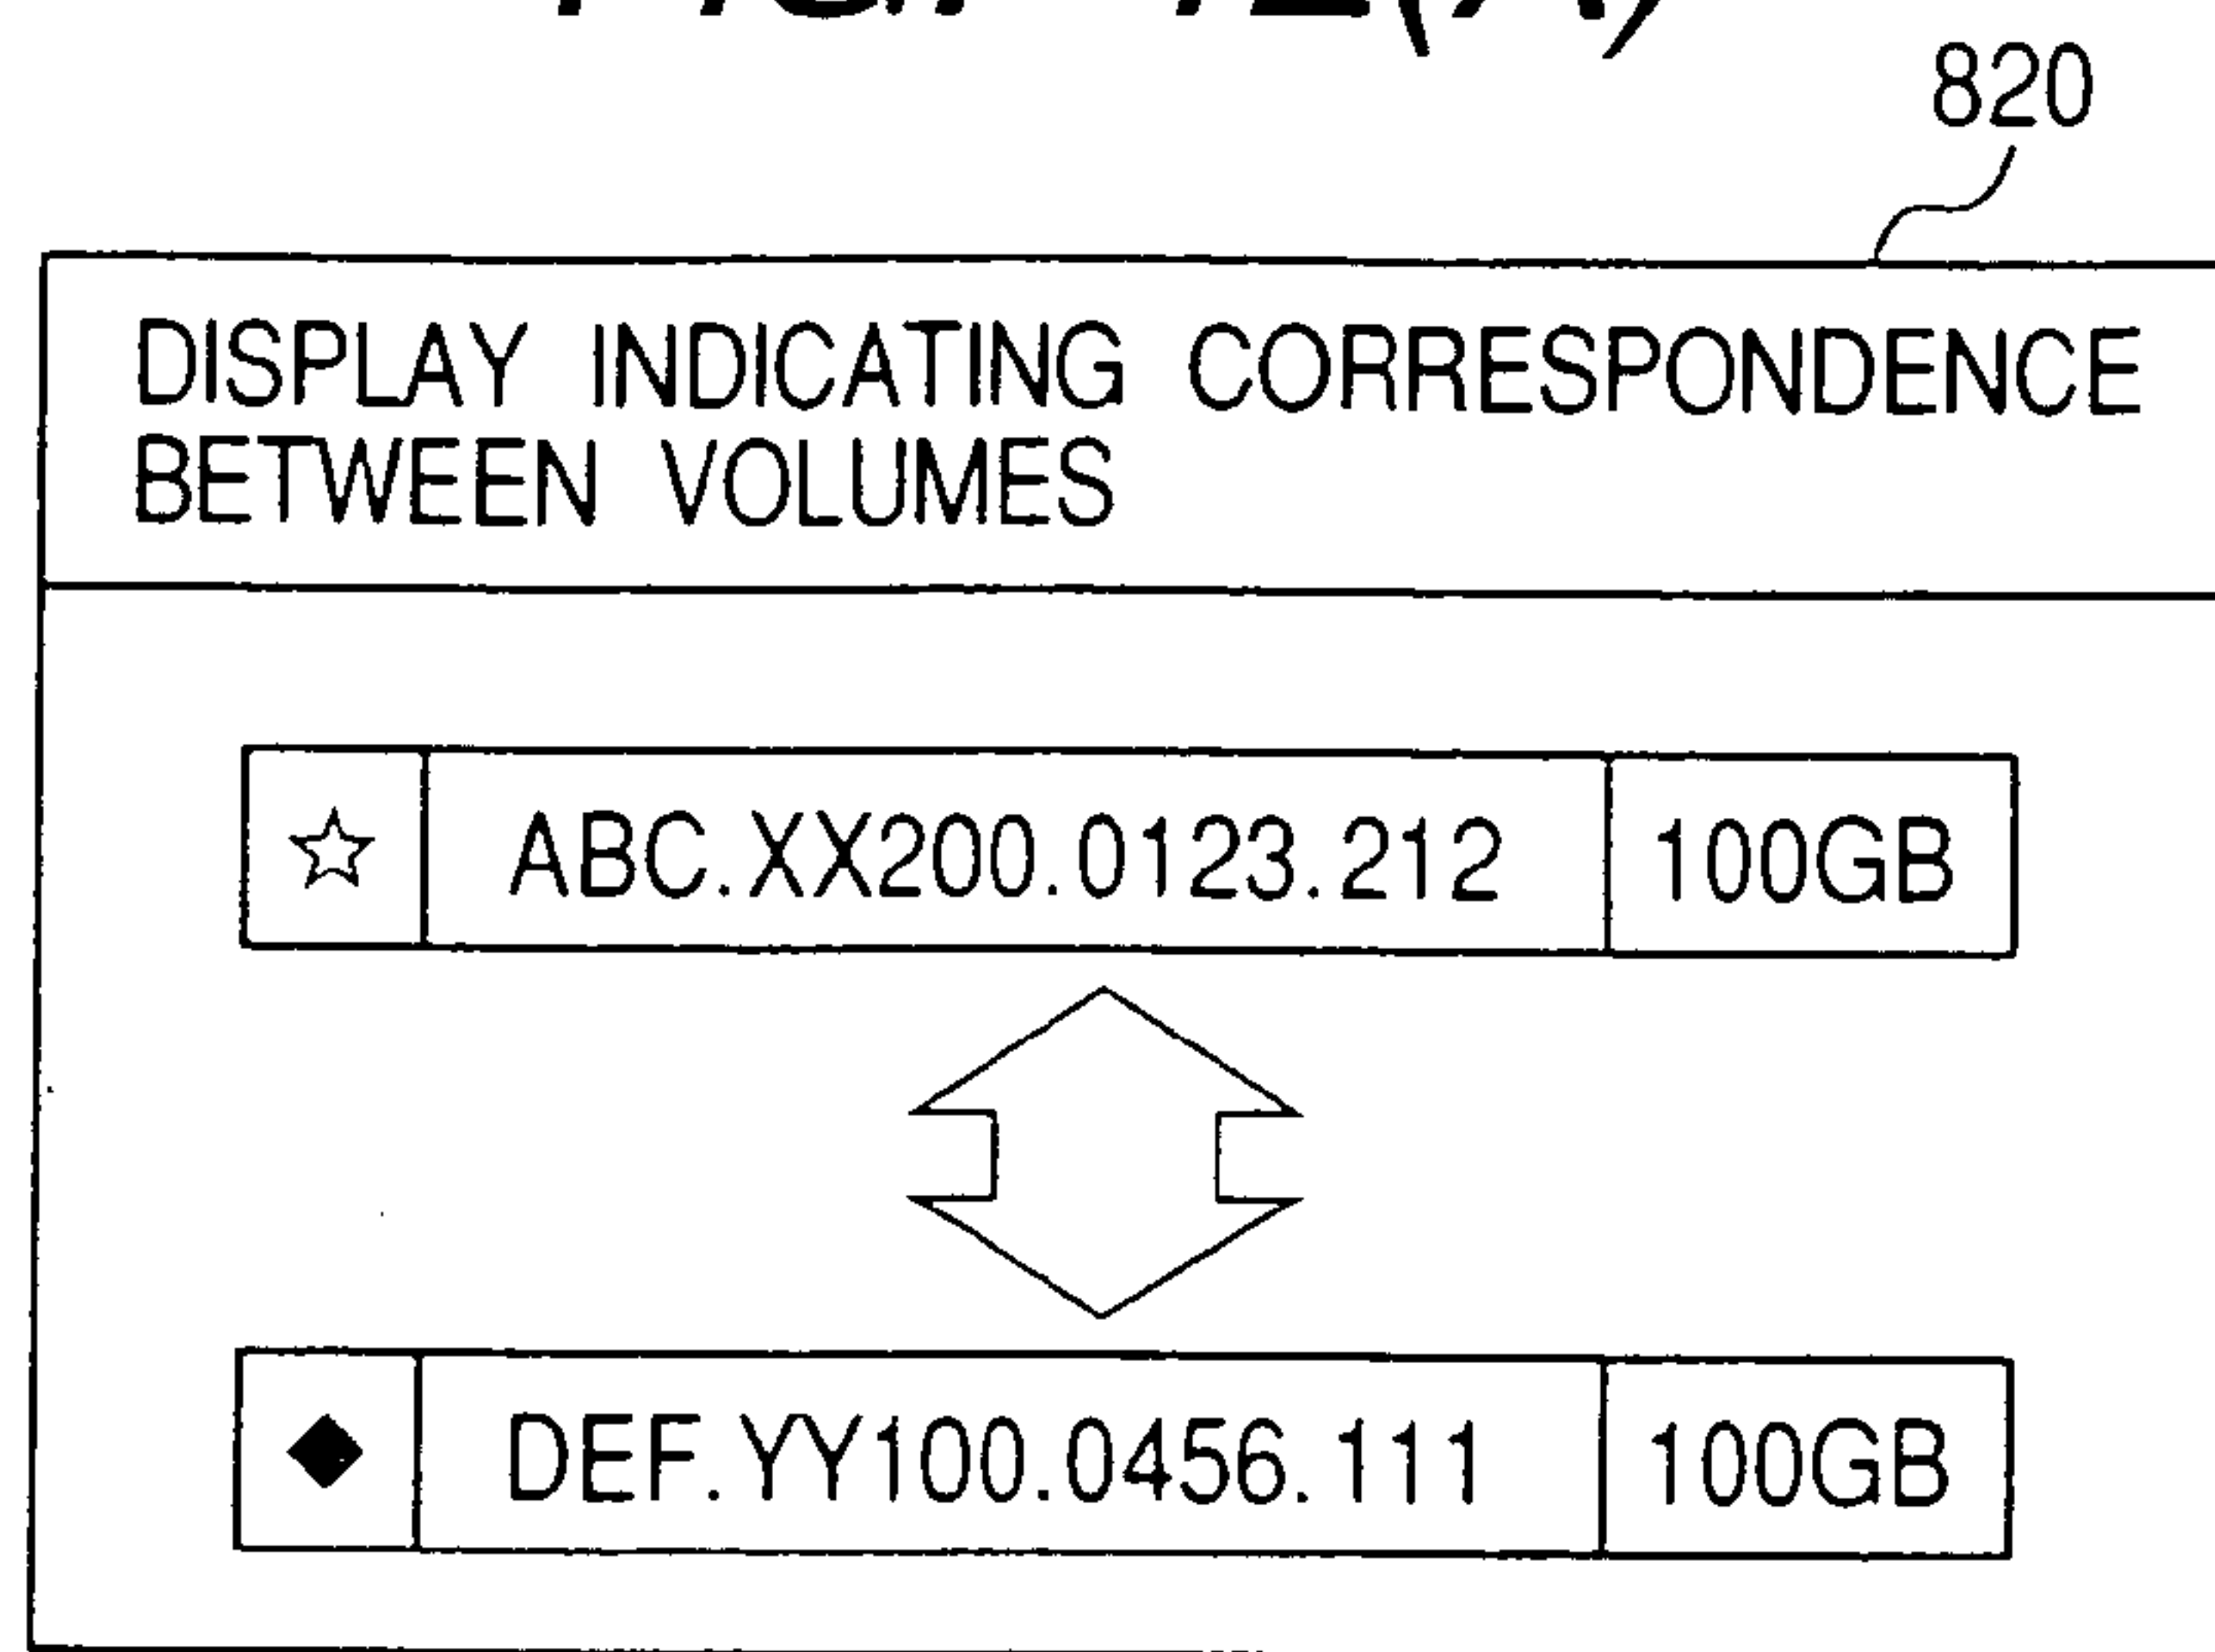 820
DISPLAY INDICATING CORRESPONDENCE
BETWEEN VOLUMES
☆ ABC.XX200.0123.212 100GB
◆ DEF.YY100.0456.111 100GB